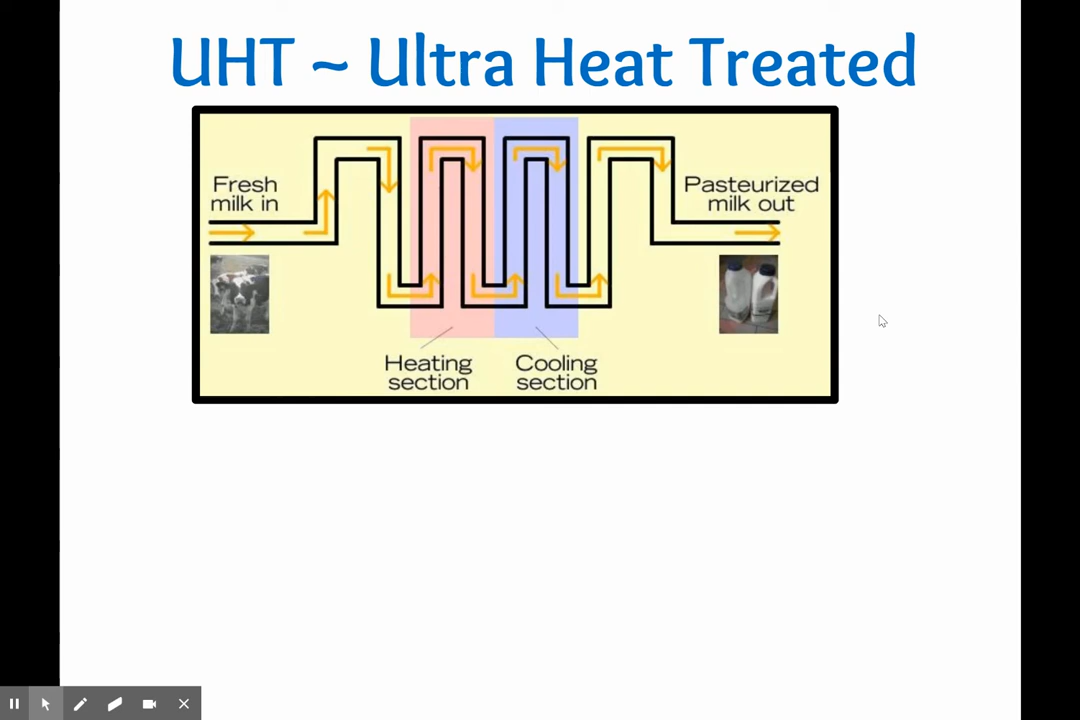 UHT ~ Ultra Heat Treated
Fresh
milk in
Pasteurized
milk out
Heating
section
Cooling
section